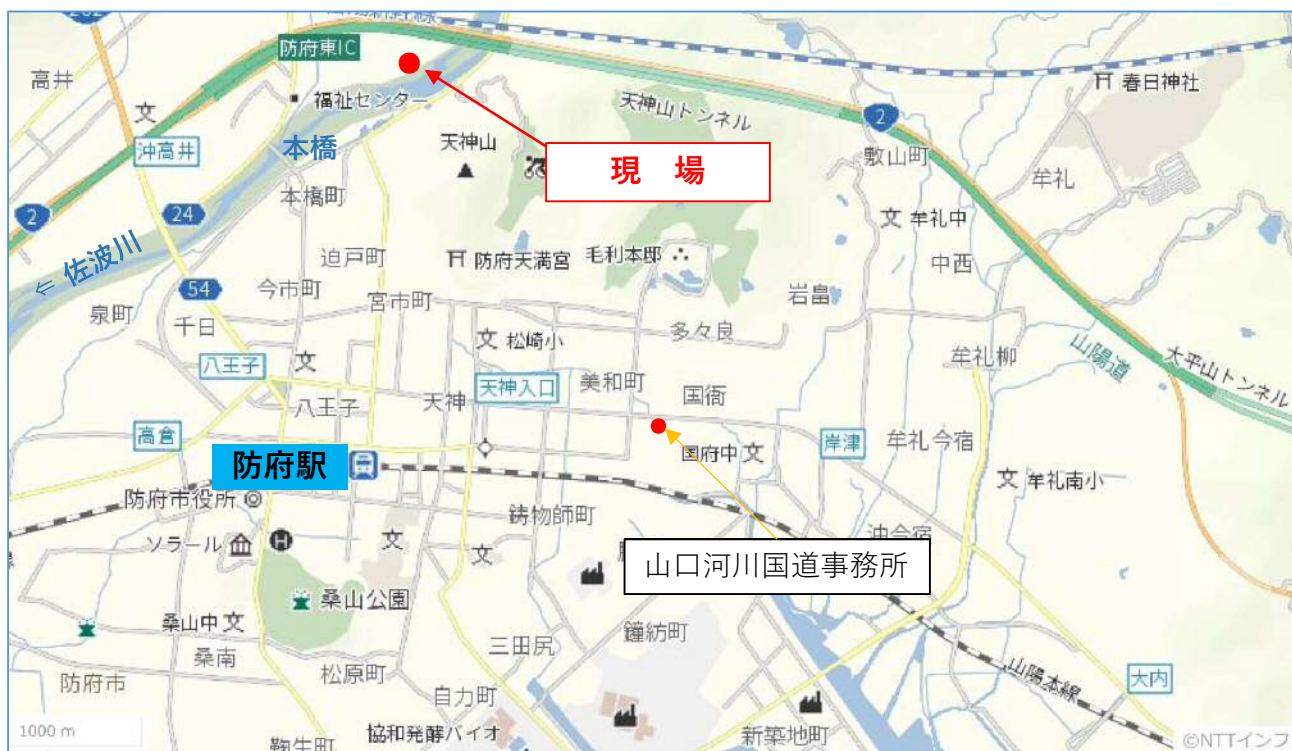 防府東IC
高井
福祉センター
沖高井
本橋
天神山
天神山トンネル
春日神社
2
現 場
敷山町
牟礼
本橋町
24
2
牟礼中
← 佐波川
迫戸町
防府天満宮
毛利本邸
中西
54
今市町
宮市町
岩畠
泉町
千日
松崎小
多々良
八王子
天神入口
美和町
牟礼柳
山陽道
大平山トンネル
八王子
天神
国衙
高倉
防府駅
国府中
岸津
牟礼今宿
牟礼南小
防府市役所
鋳物師町
沖今宿
ソラール
山口河川国道事務所
桑山公園
桑山中
鐘紡町
桑南
松原町
三田尻
山陽本線
大内
防府市
自力町
1000 m
協和発酵バイオ
新築地町
©NTTインフ